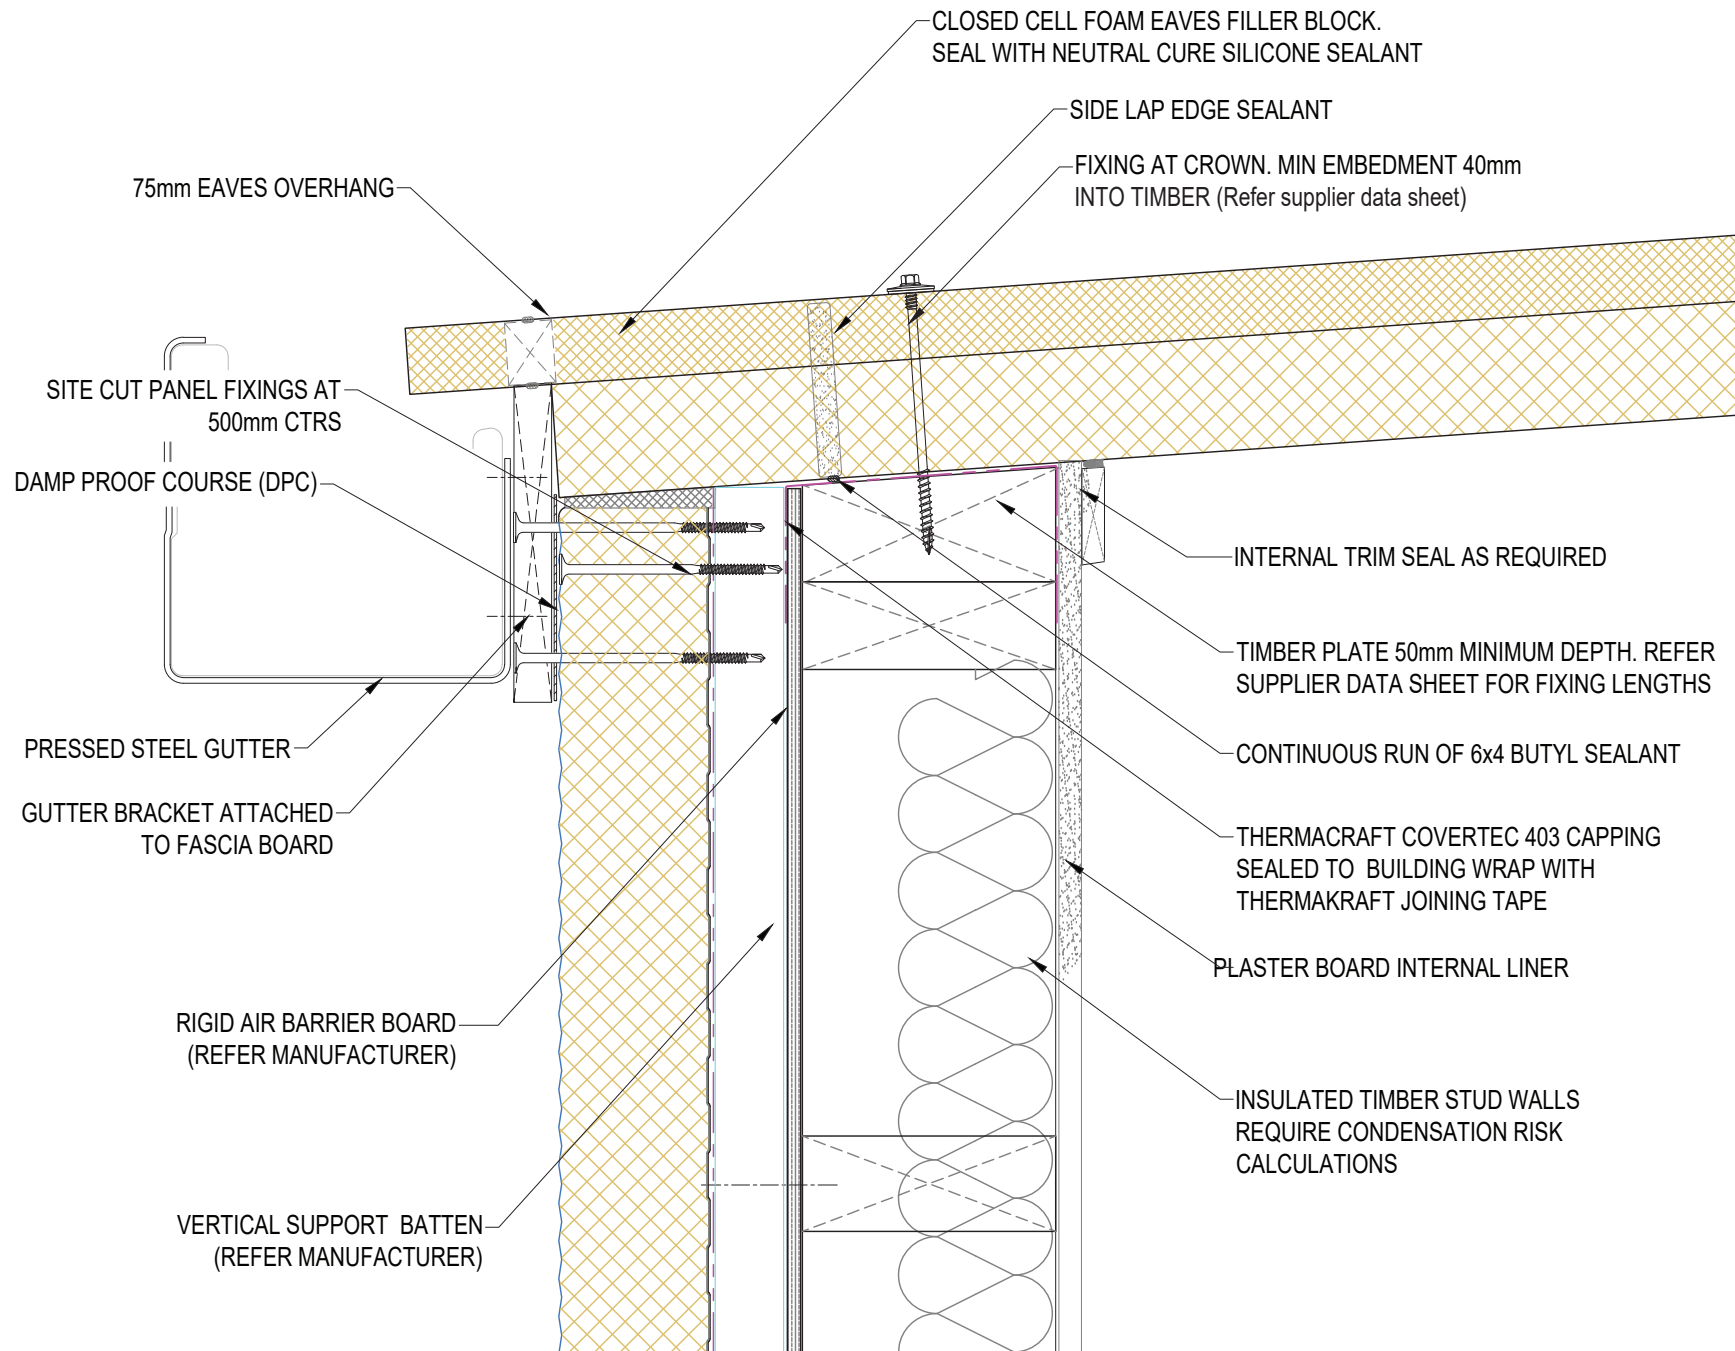 CLOSED CELL FOAM EAVES FILLER BLOCK.
SEAL WITH NEUTRAL CURE SILICONE SEALANT
SIDE LAP EDGE SEALANT
FIXING AT CROWN. MIN EMBEDMENT 40mm
INTO TIMBER (Refer supplier data sheet)
75mm EAVES OVERHANG
SITE CUT PANEL FIXINGS AT
500mm CTRS
DAMP PROOF COURSE (DPC)
PRESSED STEEL GUTTER
GUTTER BRACKET ATTACHED
TO FASCIA BOARD
RIGID AIR BARRIER BOARD
(REFER MANUFACTURER)
VERTICAL SUPPORT  BATTEN
(REFER MANUFACTURER)
INTERNAL TRIM SEAL AS REQUIRED
TIMBER PLATE 50mm MINIMUM DEPTH. REFER
SUPPLIER DATA SHEET FOR FIXING LENGTHS
CONTINUOUS RUN OF 6x4 BUTYL SEALANT
THERMACRAFT COVERTEC 403 CAPPING
SEALED TO  BUILDING WRAP WITH
THERMAKRAFT JOINING TAPE
PLASTER BOARD INTERNAL LINER
INSULATED TIMBER STUD WALLS
REQUIRE CONDENSATION RISK
CALCULATIONS